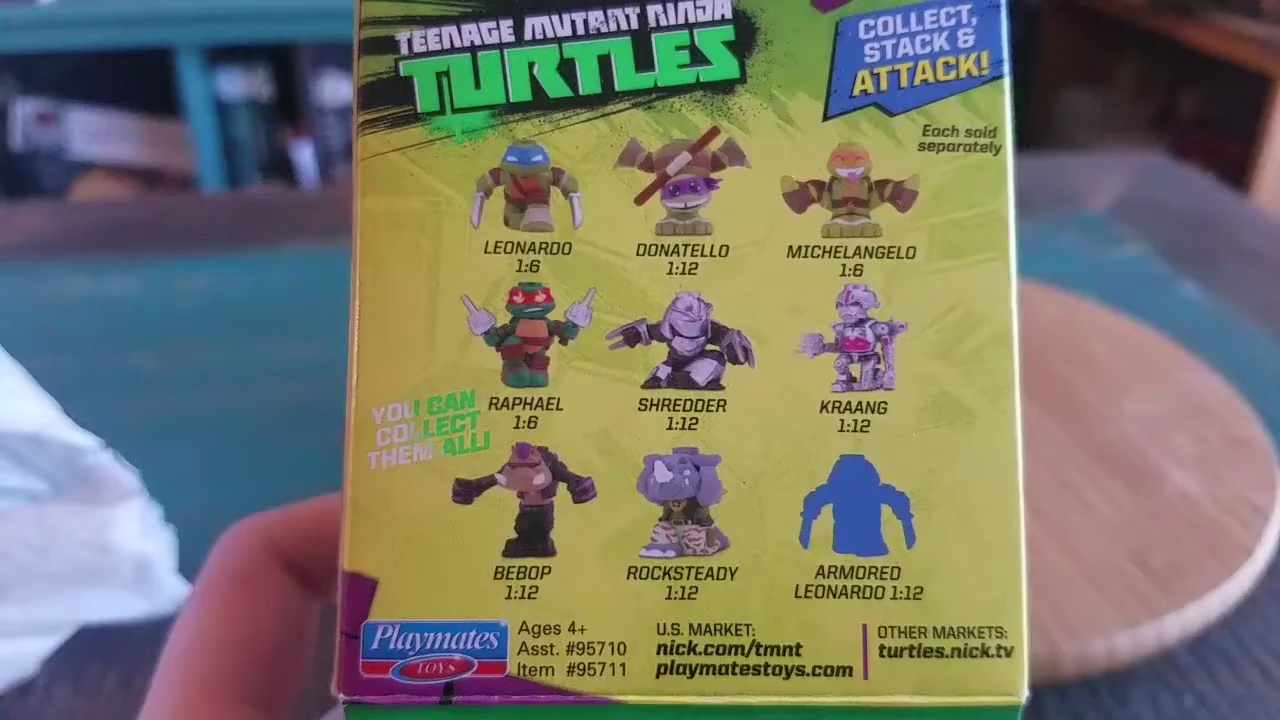 TEENAGE MUTANT NINJA
TURTLES
COLLECT,
STACK &
ATTACK!
Each sold
separately
LEONARDO
1:6
DONATELLO
1:12
MICHELANGELO
1:6
RAPHAEL
1:6
SHREDDER
1:12
KRAANG
1:12
YOU CAN
COLLECT
THEM ALL!
BEBOP
1:12
ROCKSTEADY
1:12
ARMORED
LEONARDO 1:12
Playmates
TOYS
Ages 4+
Asst. #95710
Item #95711
U.S. MARKET:
nick.com/tmnt
playmatestoys.com
OTHER MARKETS:
turtles.nick.tv